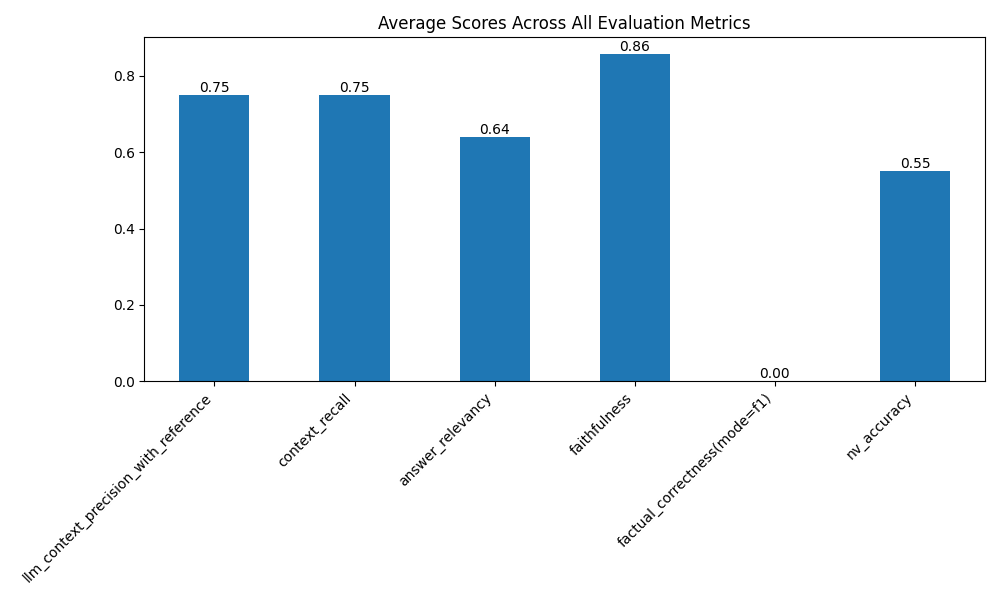 Average Scores Across All Evaluation Metrics
0.8
0.6
0.4
0.2
0.0
0.75
0.75
0.64
0.86
0.00
0.55
llm_context_precision_with_reference
context_recall
answer_relevancy
faithfulness
factual_correctness(mode=f1)
nv_accuracy